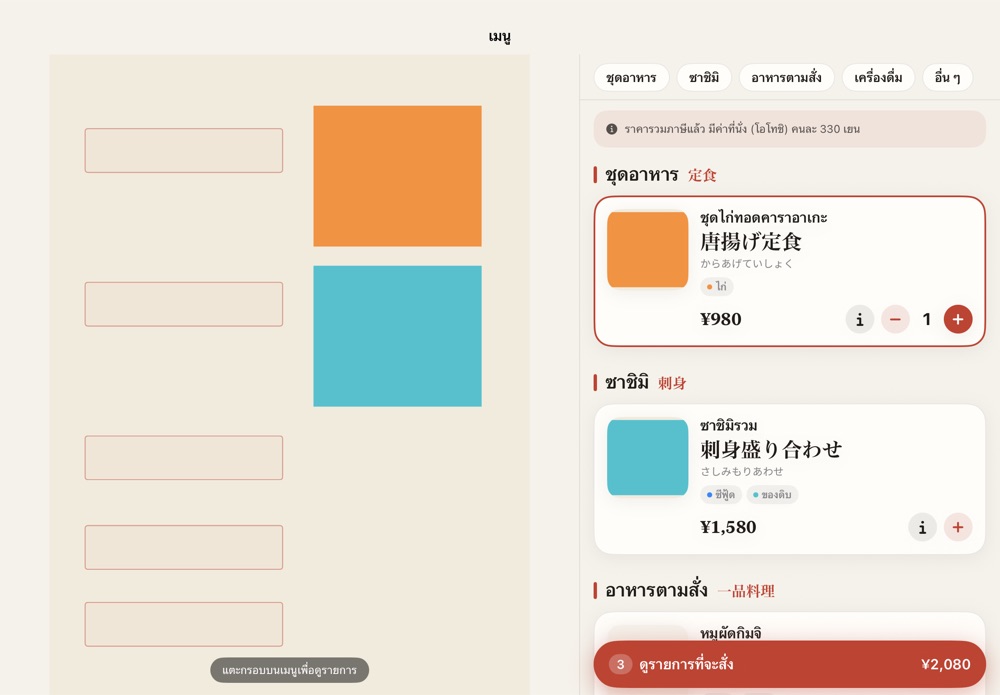 เมนู
ชุดอาหาร
ซาชิมิ
อาหารตามสั่ง
เครื่องดื่ม
อื่น ๆ
ราคารวมภาษีแล้ว มีค่าที่นั่ง (โอโทชิ) คนละ 330 เยน
ชุดอาหาร 定食
ชุดไก่ทอดคาราอาเกะ
唐揚げ定食
からあげていしょく
ไก่
¥980
1
ซาชิมิ 刺身
ซาชิมิรวม
刺身盛り合わせ
さしみもりあわせ
ซีฟู้ด
ของดิบ
¥1,580
อาหารตามสั่ง 一品料理
หมูผัดกิมจิ
3 ดูรายการที่จะสั่ง ¥2,080
แตะกรอบบนเมนูเพื่อดูรายการ